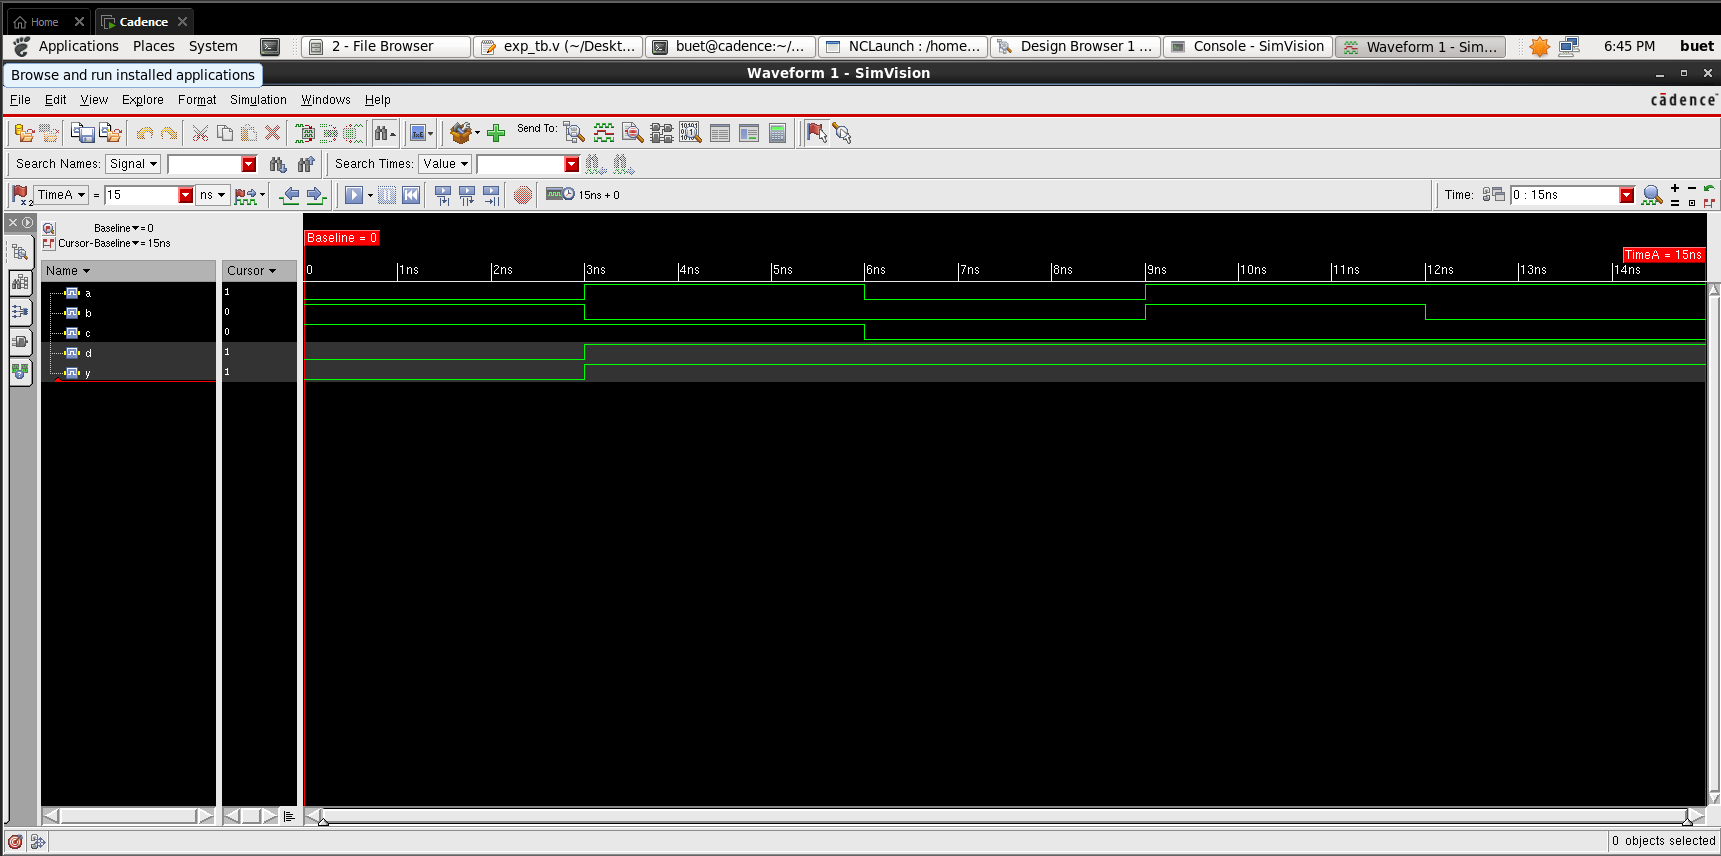 Home
Cadence
Applications Places System
2 - File Browser
exp_tb.v (~/Deskt...
buet@cadence:~/...
NCLaunch : /home...
Design Browser 1 ...
Console - SimVision
Waveform 1 - Sim...
6:45 PM buet
Browse and run installed applications
Waveform 1 - SimVision
File Edit View Explore Format Simulation Windows Help
cādence
Send To:
Search Names: Signal
Search Times: Value
TimeA = 15 ns
15ns + 0
Time: 0 : 15ns
Baseline = 0
Cursor-Baseline = 15ns
Baseline = 0
TimeA = 15ns
Name Cursor
0 1ns 2ns 3ns 4ns 5ns 6ns 7ns 8ns 9ns 10ns 11ns 12ns 13ns 14ns
a 1
b 0
c 0
d 1
y 1
0 objects selected